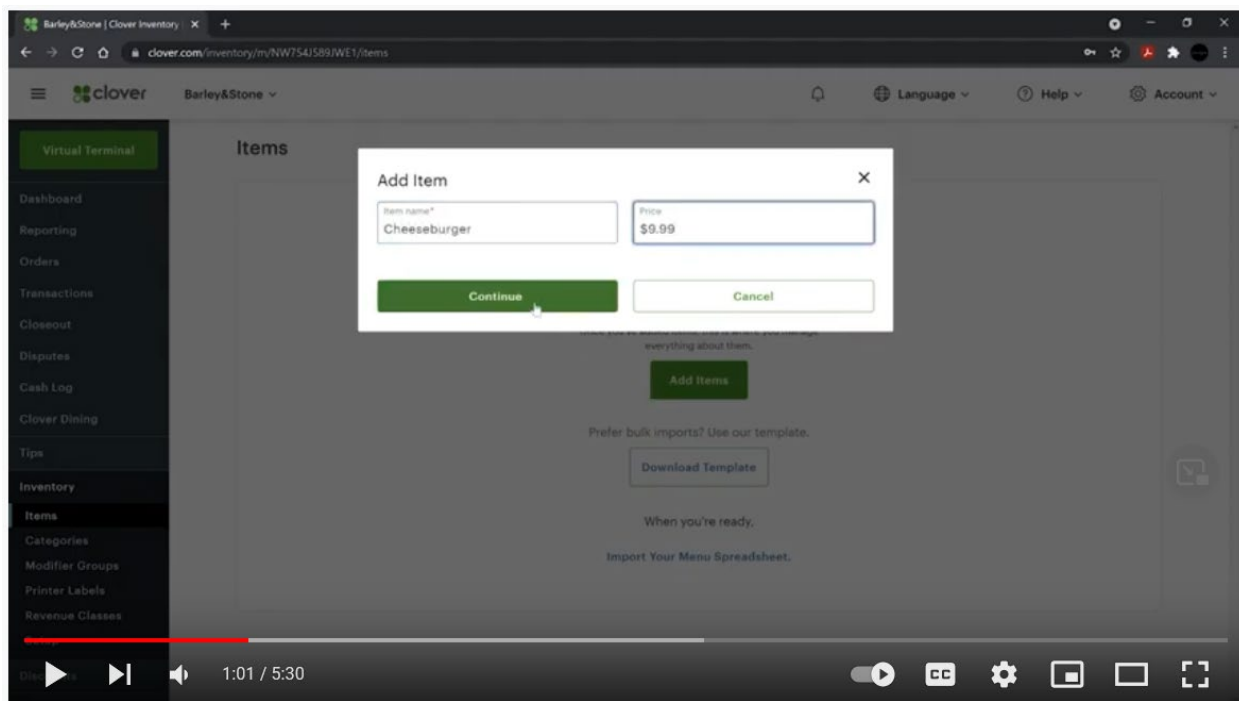 Barley&Stone | Clover Inventory
clover.com/inventory/m/NW754J589JWE1/items
clover
Barley&Stone
Language
Help
Account
Virtual Terminal
Dashboard
Reporting
Orders
Transactions
Closeout
Disputes
Cash Log
Clover Dining
Tips
Inventory
Items
Categories
Modifier Groups
Printer Labels
Revenue Classes
Items
Add Item
Item name*
Cheeseburger
Price
$9.99
Continue
Cancel
everything about them.
Add Items
Prefer bulk imports? Use our template.
Download Template
When you're ready,
Import Your Menu Spreadsheet.
1:01 / 5:30
CC